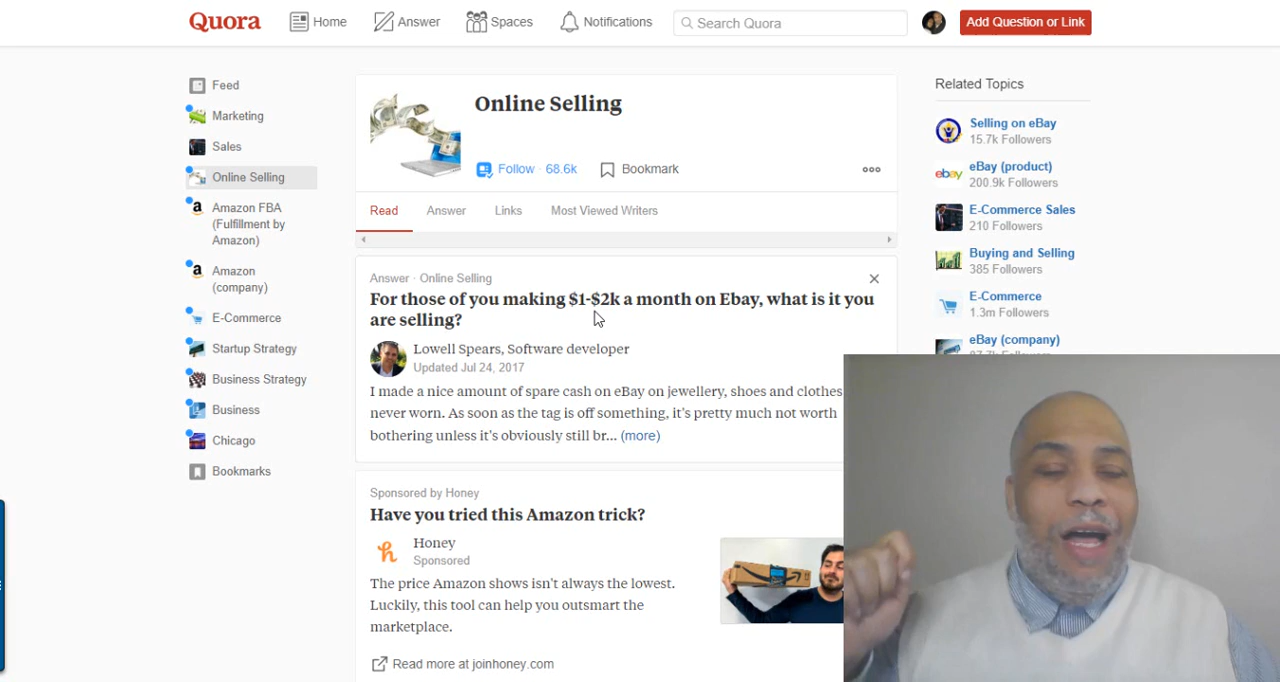 Quora
Home
Answer
Spaces
Notifications
Search Quora
Add Question or Link
Feed
Marketing
Sales
Online Selling
Amazon FBA
(Fulfillment by
Amazon)
Amazon
(company)
E-Commerce
Startup Strategy
Business Strategy
Business
Chicago
Bookmarks
Online Selling
Follow · 68.6k
Bookmark
Read
Answer
Links
Most Viewed Writers
Answer · Online Selling
For those of you making $1-$2k a month on Ebay, what is it you
are selling?
Lowell Spears, Software developer
Updated Jul 24, 2017
I made a nice amount of spare cash on eBay on jewellery, shoes and clothes
never worn. As soon as the tag is off something, it's pretty much not worth
bothering unless it's obviously still br... (more)
Sponsored by Honey
Have you tried this Amazon trick?
h
Honey
Sponsored
The price Amazon shows isn't always the lowest.
Luckily, this tool can help you outsmart the
marketplace.
Read more at joinhoney.com
Related Topics
Selling on eBay
15.7k Followers
ebay
eBay (product)
200.9k Followers
E-Commerce Sales
210 Followers
Buying and Selling
385 Followers
E-Commerce
1.3m Followers
eBay (company)